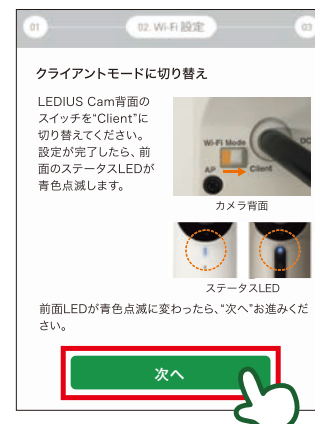 01
02. Wi-Fi 設定
03
クライアントモードに切り替え
LEDIUS Cam背面の
スイッチを“Client”に
切り替えてください。
設定が完了したら、前
面のステータスLEDが
青色点滅します。
Wi-Fi Mode
DC
AP
Client
カメラ背面
ステータスLED
前面LEDが青色点滅に変わったら、“次へ”お進みくだ
さい。
次へ